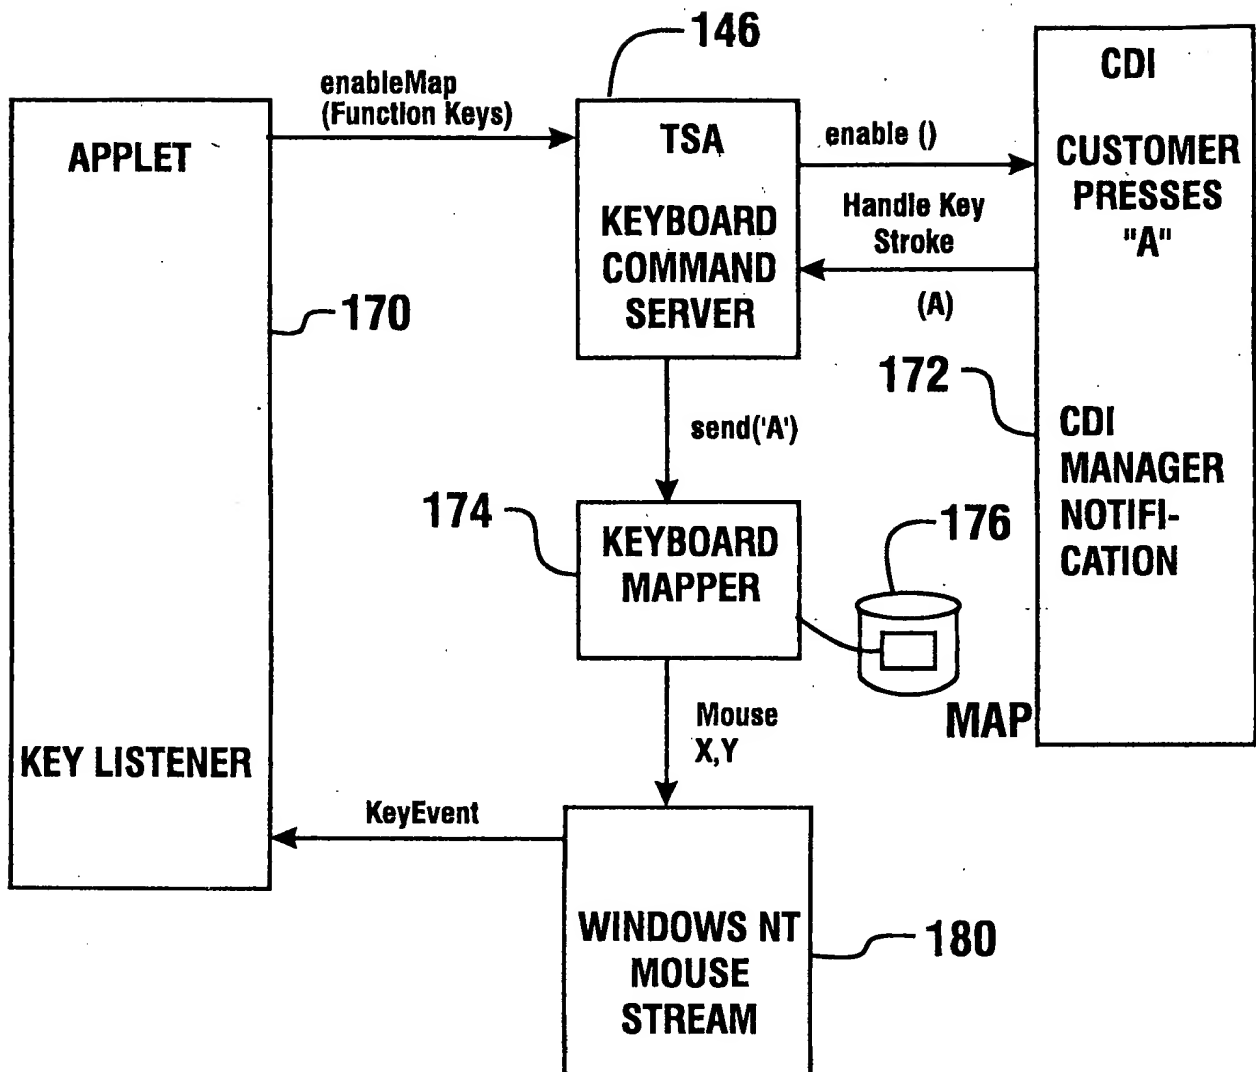 146
enableMap
(Function Keys)
APPLET
170
KEY LISTENER
TSA
KEYBOARD
COMMAND
SERVER
enable ()
Handle Key
Stroke
(A)
CDI
CUSTOMER
PRESSES
"A"
172
CDI
MANAGER
NOTIFI-
CATION
send('A')
174
KEYBOARD
MAPPER
176
MAP
Mouse
X,Y
KeyEvent
WINDOWS NT
MOUSE
STREAM
180